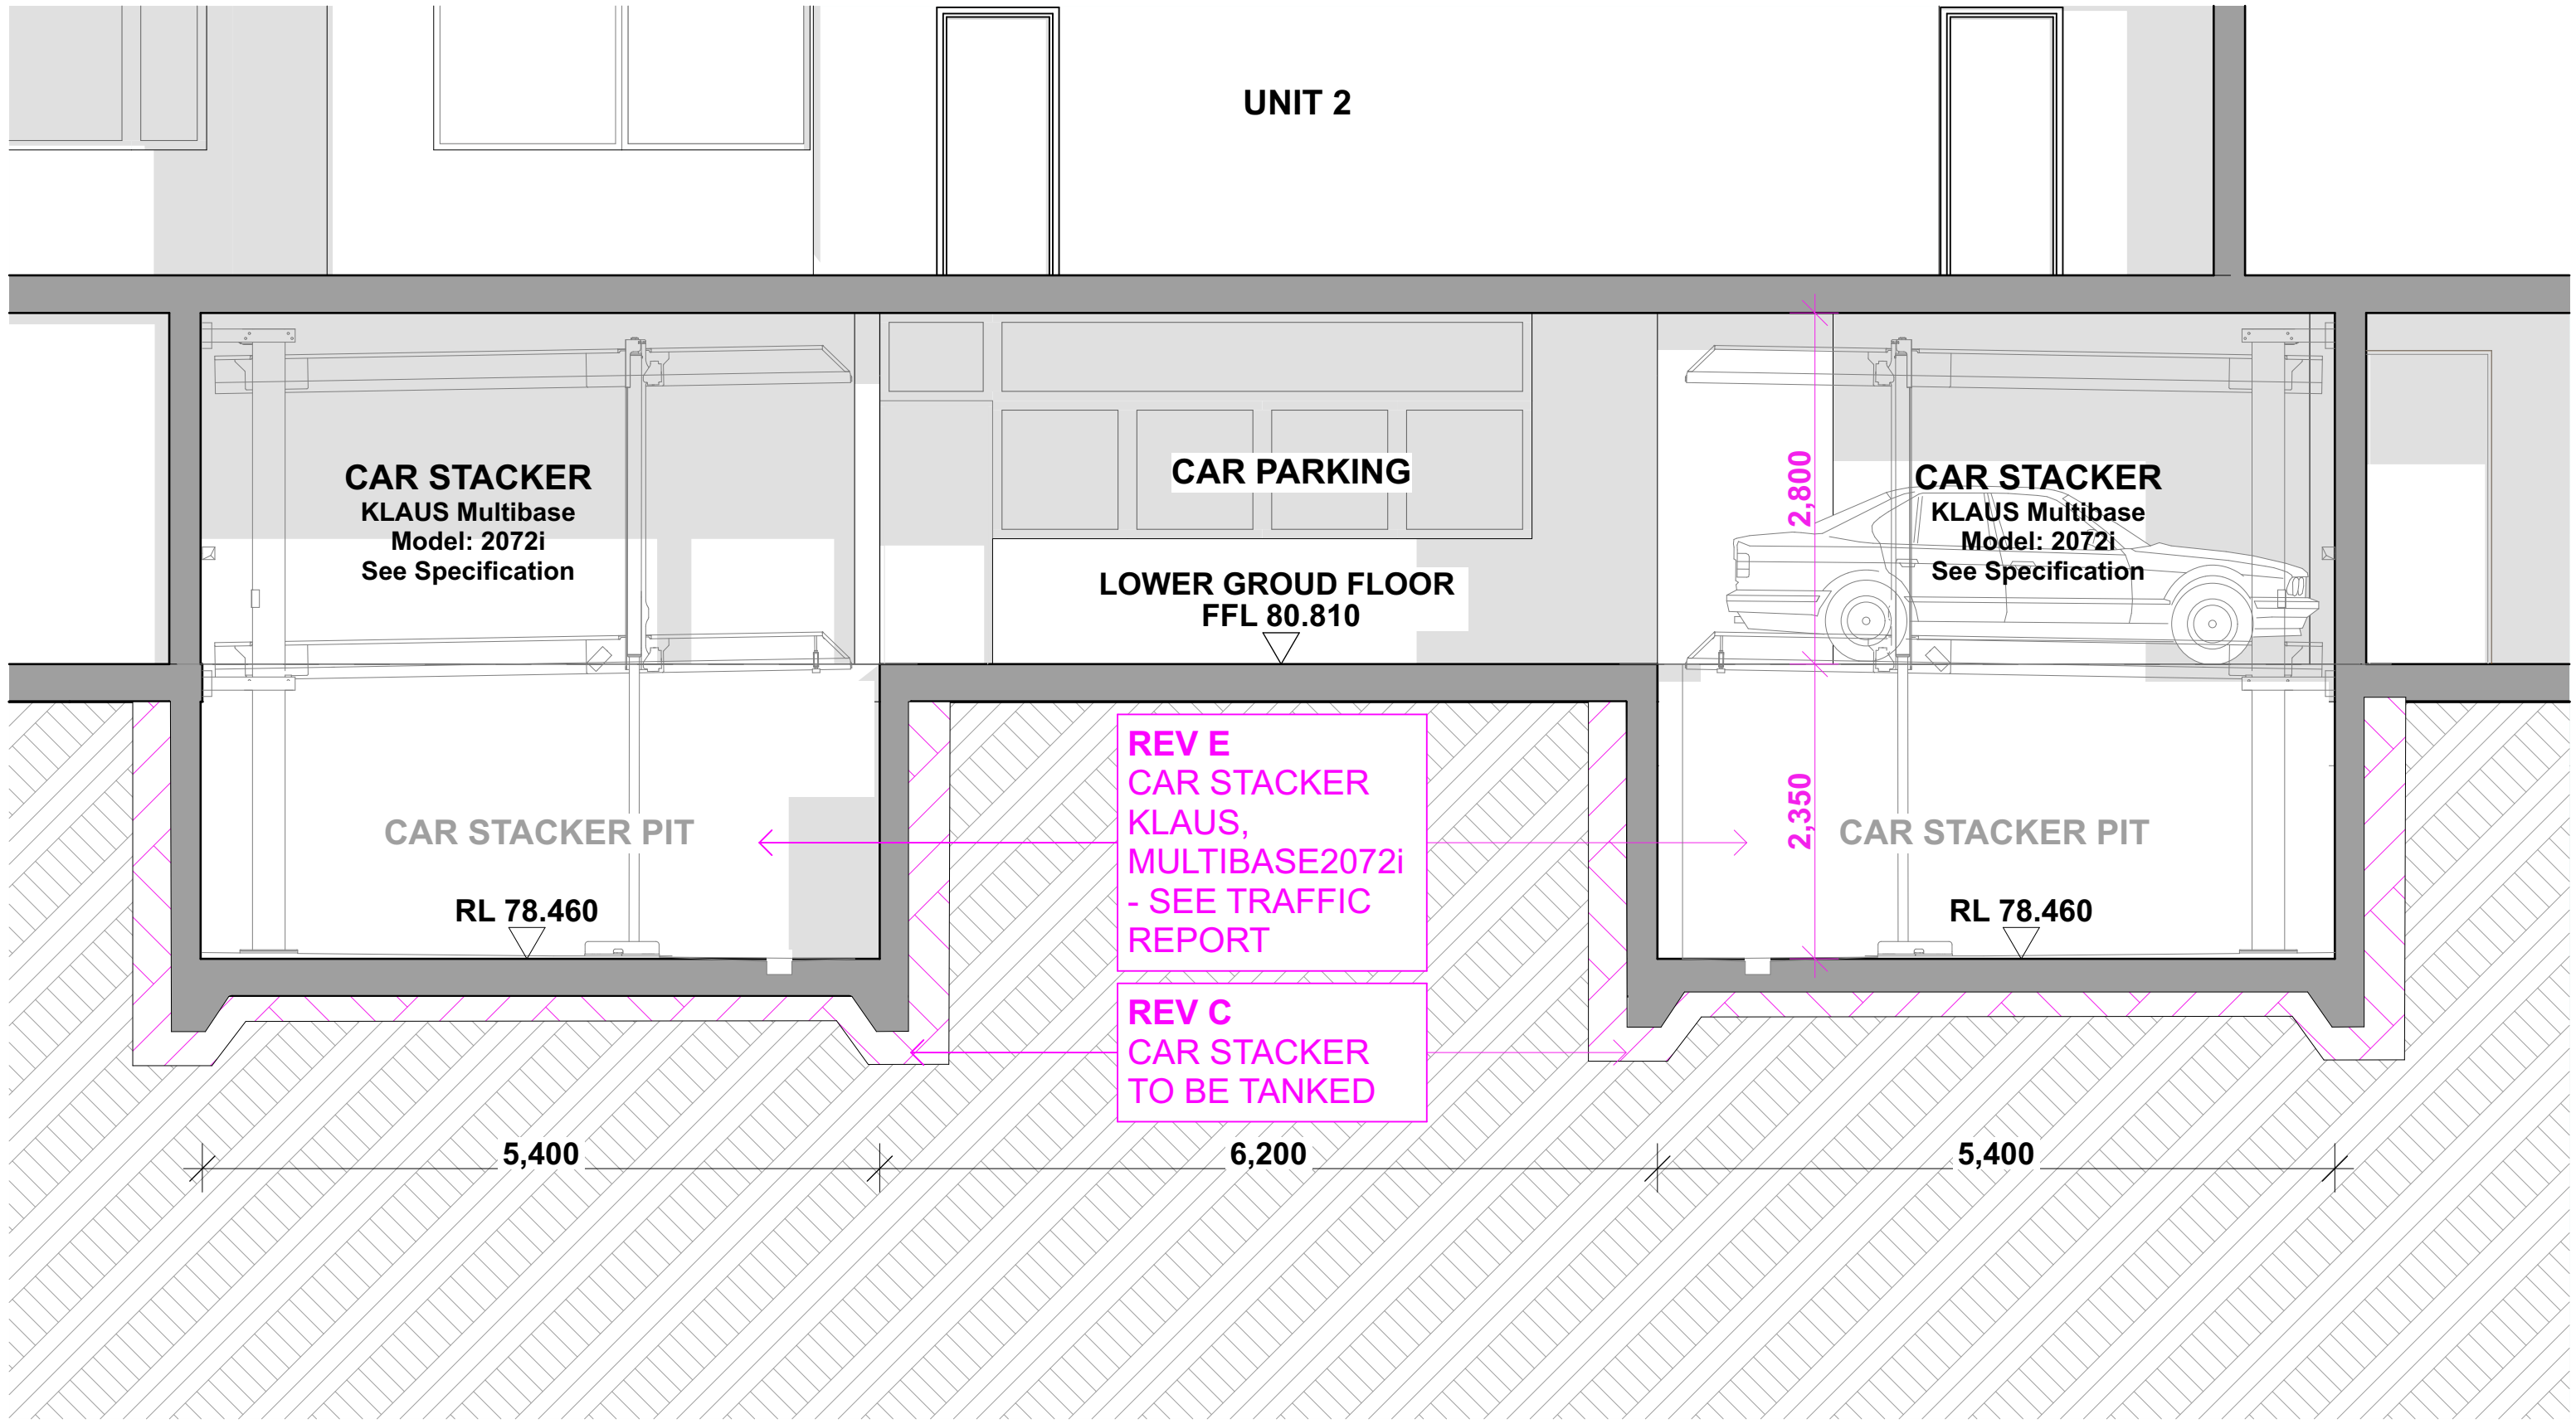 UNIT 2
CAR STACKER
KLAUS Multibase
Model: 2072i
See Specification
CAR PARKING
2,800
CAR STACKER
KLAUS Multibase
Model: 2072i
See Specification
LOWER GROUD FLOOR
FFL 80.810
REV E
CAR STACKER
KLAUS,
MULTIBASE2072i
- SEE TRAFFIC
REPORT
CAR STACKER PIT
2,350
CAR STACKER PIT
RL 78.460
RL 78.460
REV C
CAR STACKER
TO BE TANKED
5,400
6,200
5,400